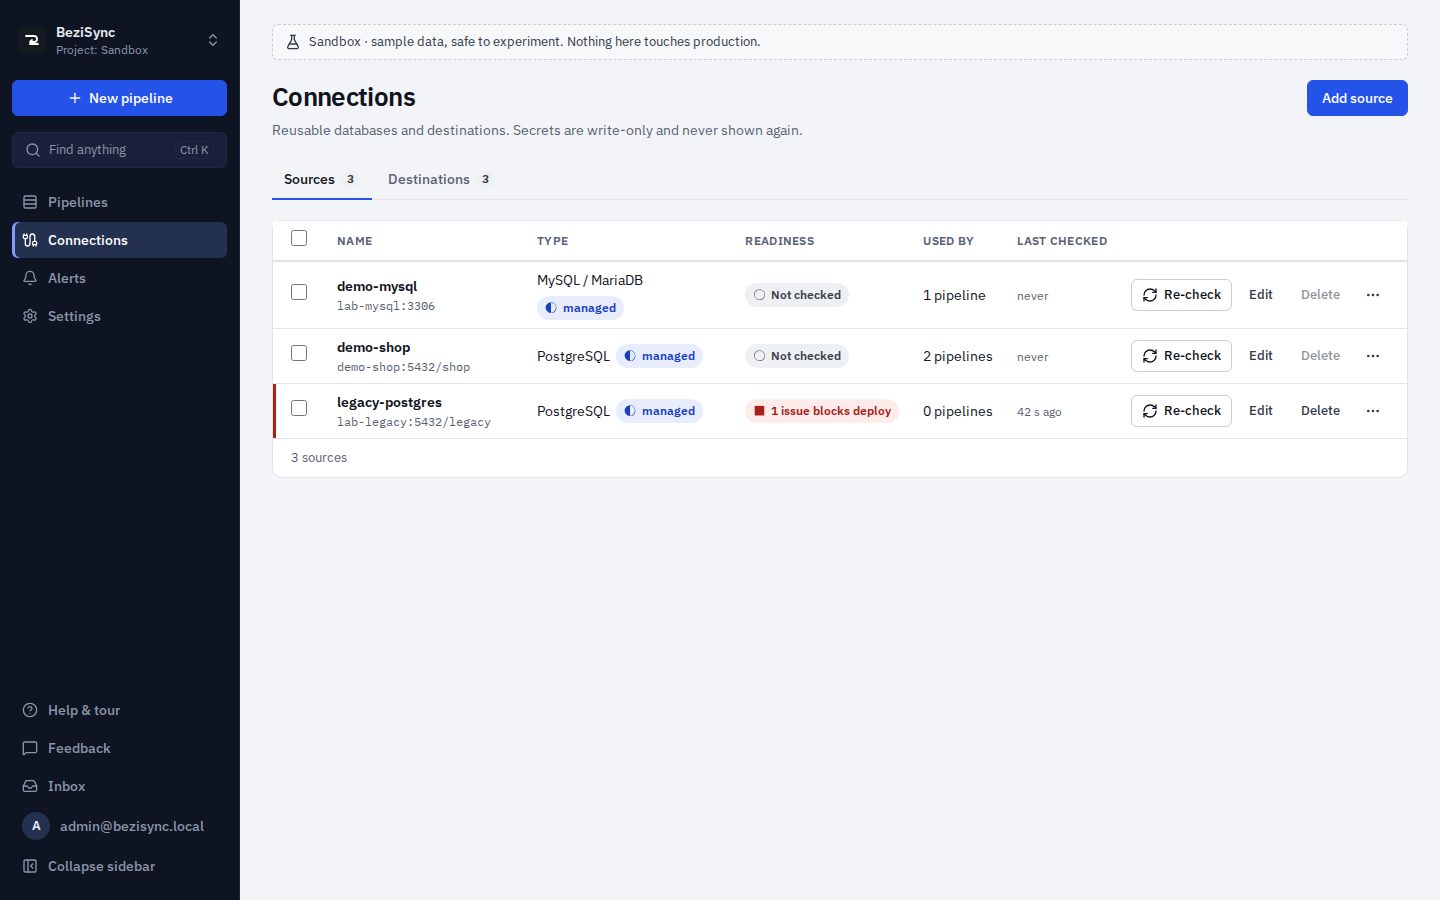 BeziSync
Project: Sandbox
New pipeline
Find anything Ctrl K
Pipelines
Connections
Alerts
Settings
Help & tour
Feedback
Inbox
A admin@bezisync.local
Collapse sidebar
Sandbox · sample data, safe to experiment. Nothing here touches production.
Connections
Add source
Reusable databases and destinations. Secrets are write-only and never shown again.
Sources 3 Destinations 3
NAME TYPE READINESS USED BY LAST CHECKED
demo-mysql
lab-mysql:3306
MySQL / MariaDB
managed
Not checked
1 pipeline
never
Re-check Edit Delete ···
demo-shop
demo-shop:5432/shop
PostgreSQL managed
Not checked
2 pipelines
never
Re-check Edit Delete ···
legacy-postgres
lab-legacy:5432/legacy
PostgreSQL managed
1 issue blocks deploy
0 pipelines
42 s ago
Re-check Edit Delete ···
3 sources